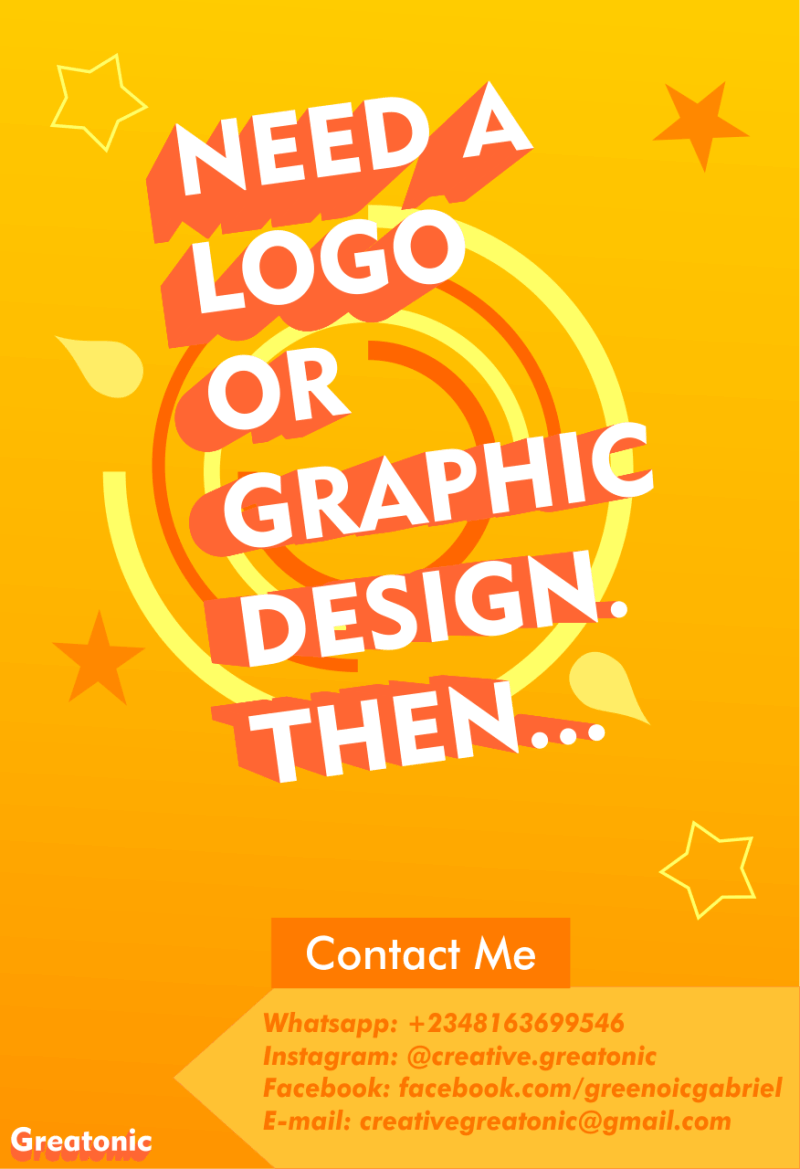 NEED A
LOGO
OR
GRAPHIC
DESIGN.
THEN...
Contact Me
Whatsapp: +2348163699546
Instagram: @creative.greatonic
Facebook: facebook.com/greenoicgabriel
E-mail: creativegreatonic@gmail.com
Greatonic